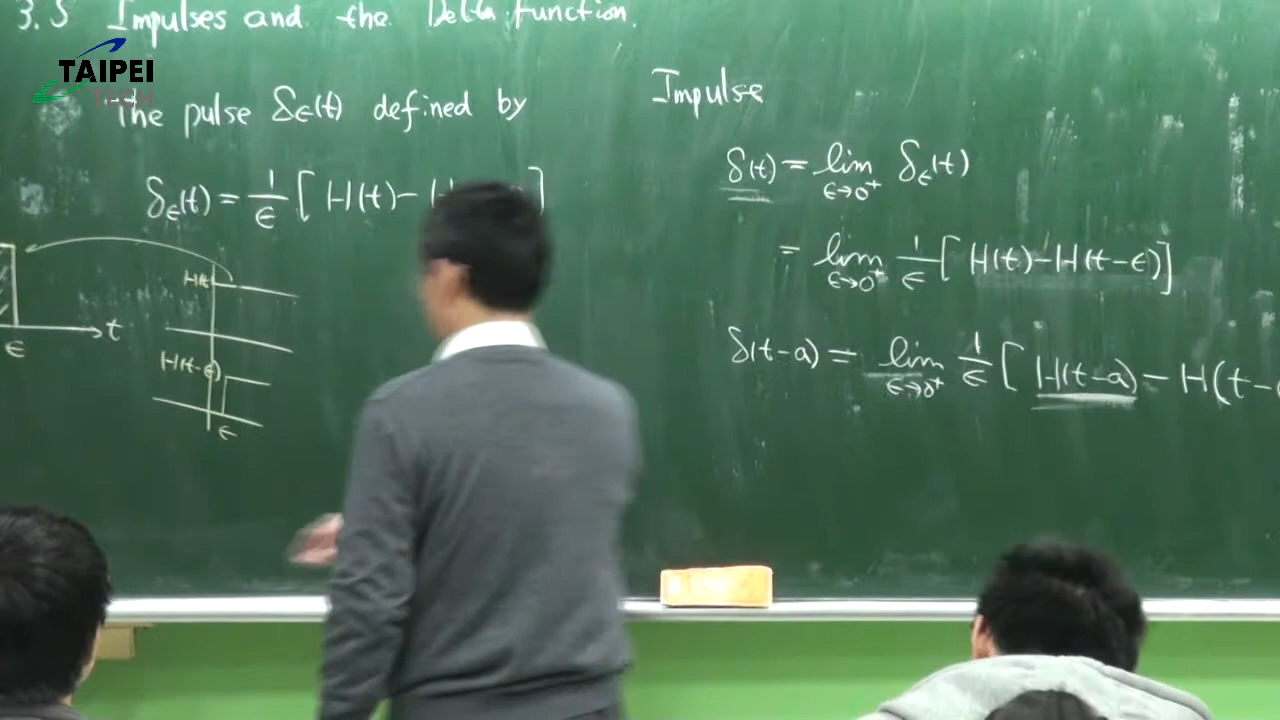 3.5 Impulses and the Delta function.
TAIPEI
TECH
The pulse δϵ(t) defined by
δϵ(t) = 1/ϵ [ H(t) − ]
H(t)
t
ϵ
H(t-ϵ)
ϵ
Impulse
δ(t) = lim ϵ→0⁺ δϵ(t)
= lim ϵ→0⁺ 1/ϵ [ H(t) − H(t−ϵ) ]
δ(t−a) = lim ϵ→0⁺ 1/ϵ [ H(t−a) − H(t−